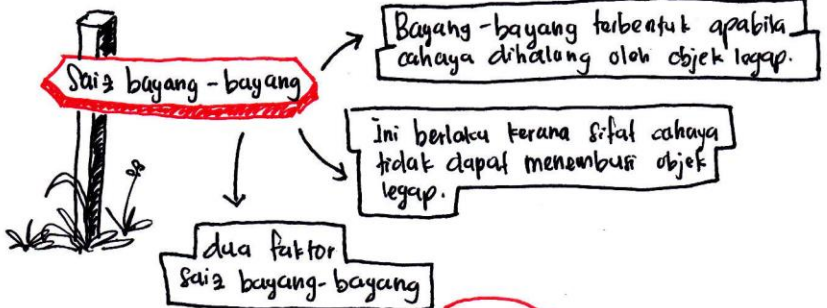 Saiz bayang-bayang
Bayang-bayang terbentuk apabila
cahaya dihalang oleh objek legap.
Ini berlaku kerana sifat cahaya
tidak dapat menembusi objek
legap.
dua faktor
saiz bayang-bayang